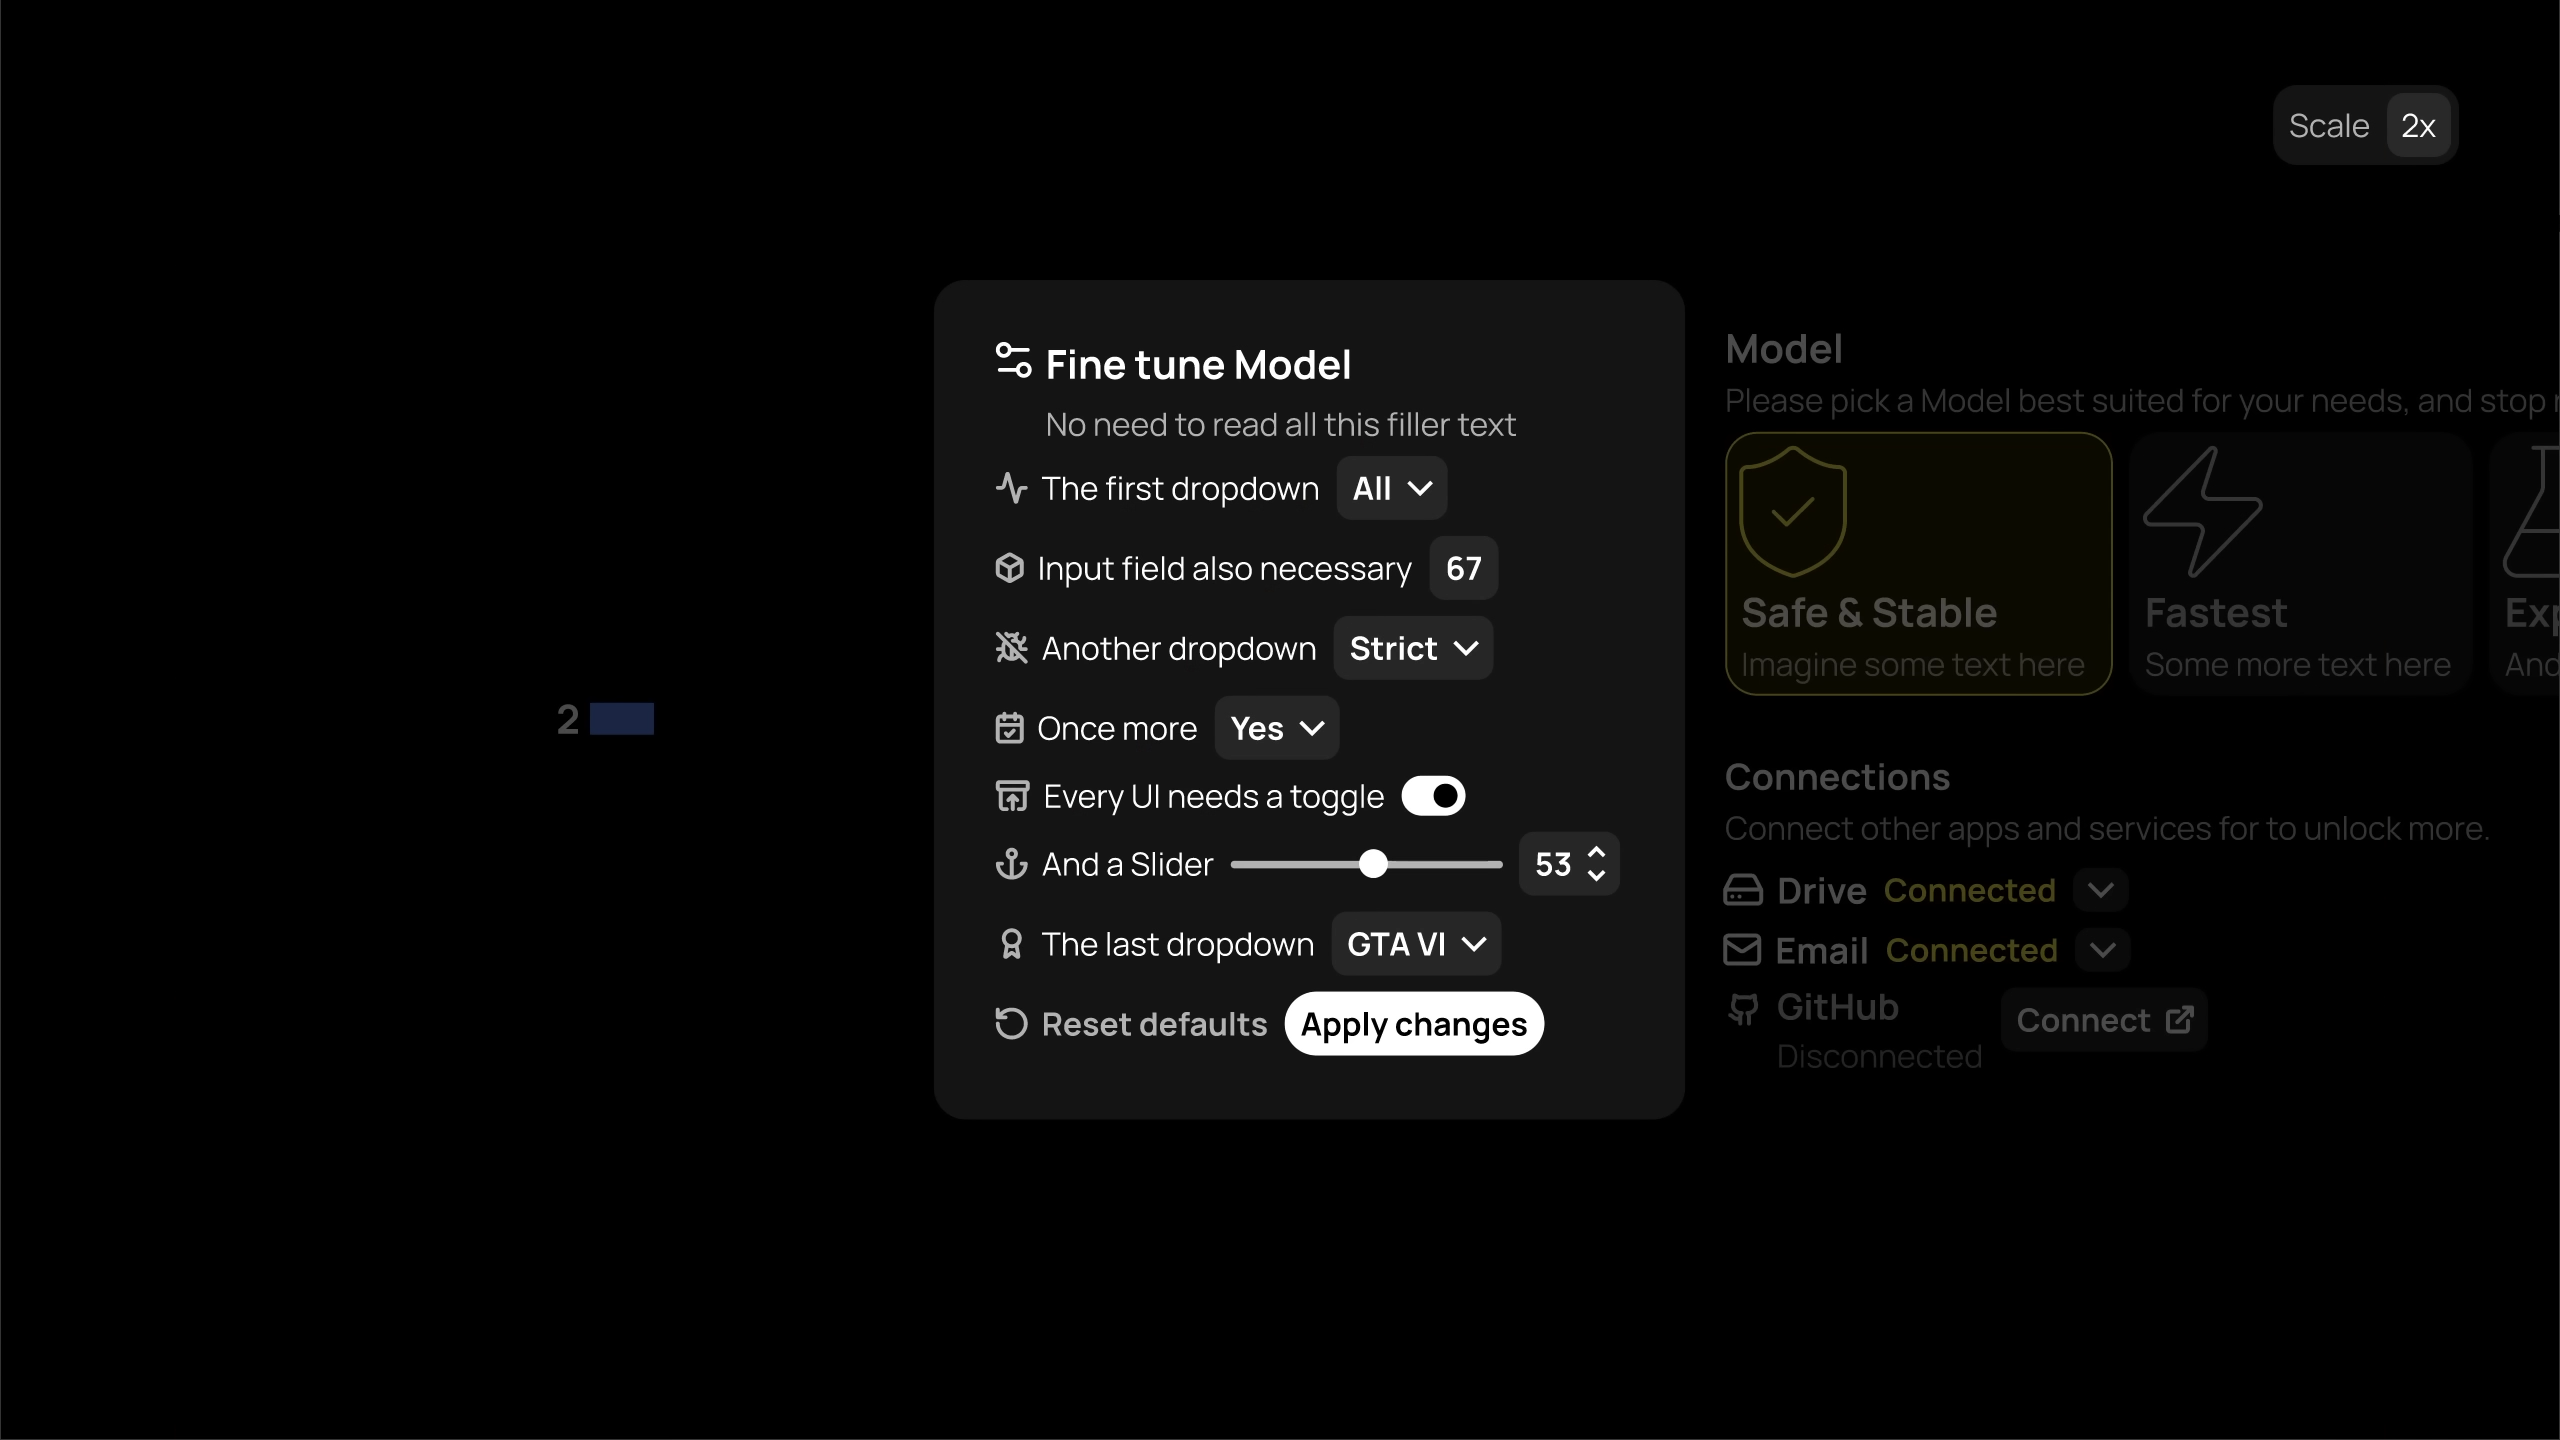 Scale 2x
Fine tune Model
No need to read all this filler text
The first dropdown All
Input field also necessary 67
Another dropdown Strict
Once more Yes
Every UI needs a toggle
And a Slider 53
The last dropdown GTA VI
Reset defaults Apply changes
2
Model
Please pick a Model best suited for your needs, and stop
Safe & Stable
Imagine some text here
Fastest
Some more text here
And
Connections
Connect other apps and services for to unlock more.
Drive Connected
Email Connected
GitHub
Disconnected
Connect